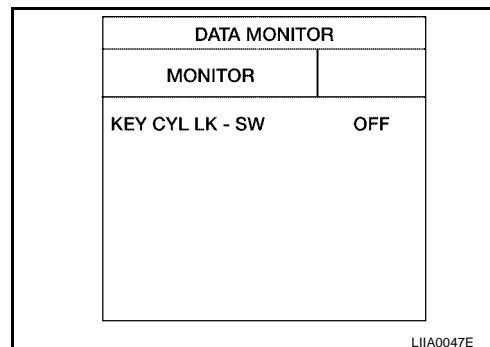 DATA MONITOR
MONITOR
KEY CYL LK - SW OFF
LIIA0047E